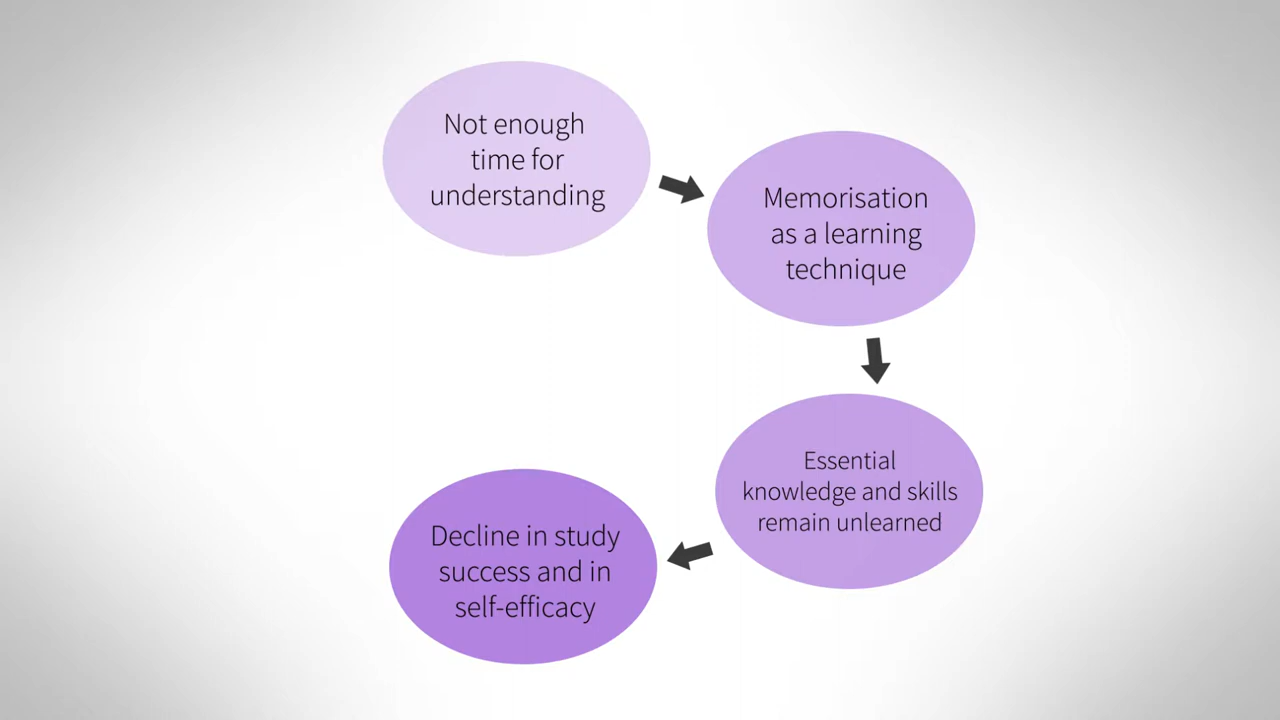 Not enough
time for
understanding
Memorisation
as a learning
technique
Essential
knowledge and skills
remain unlearned
Decline in study
success and in
self-efficacy